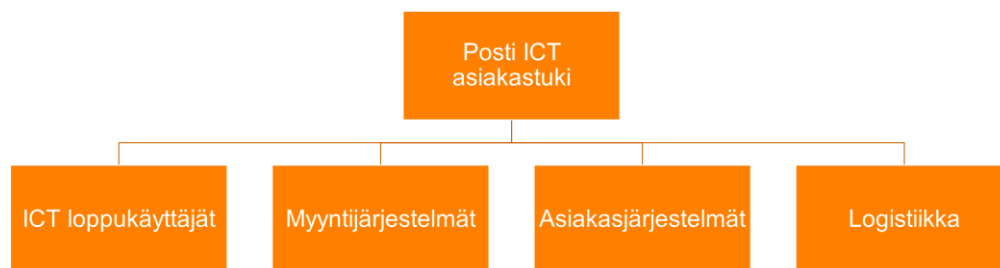 Posti ICT
asiakastuki
ICT loppukäyttäjät
Myyntijärjestelmät
Asiakasjärjestelmät
Logistiikka